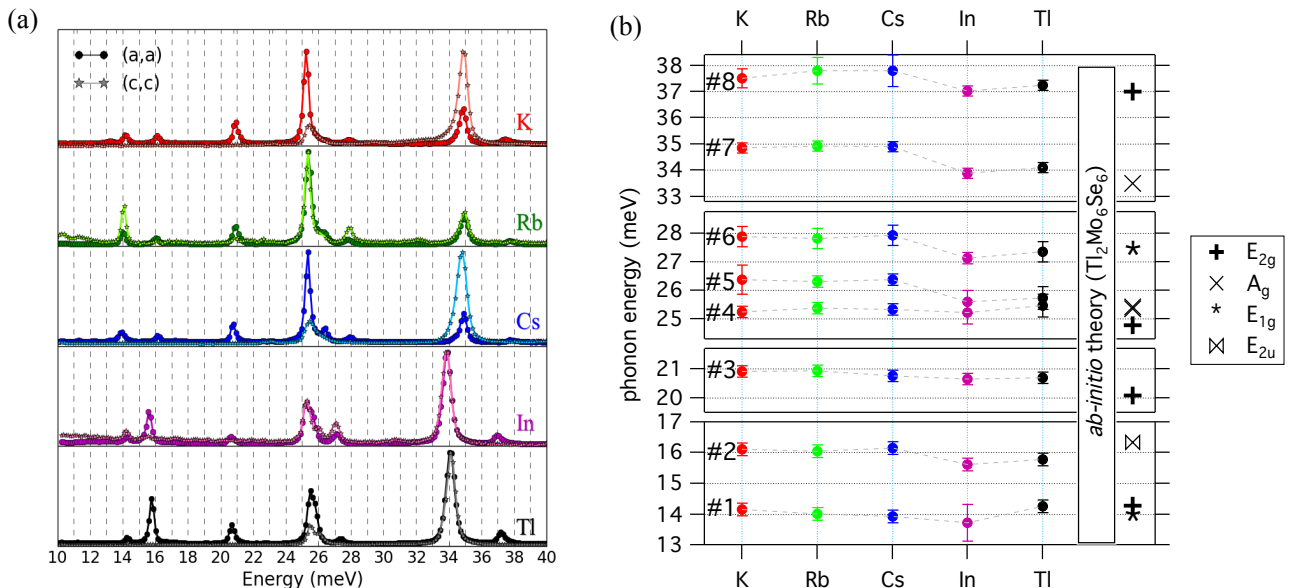 (a)
(a,a)
(c,c)
K
Rb
Cs
In
Tl
10 12 14 16 18 20 22 24 26 28 30 32 34 36 38 40
Energy (meV)
(b)
K Rb Cs In Tl
phonon energy (meV)
38
37
36
35
34
33
#8
#7
28
27
26
25
#6
#5
#4
21
20
#3
17
16
14
13
#2
#1
K Rb Cs In Tl
ab-initio theory (Tl₂Mo₆Se₆)
E₂g
Ag
E₁g
E₂u